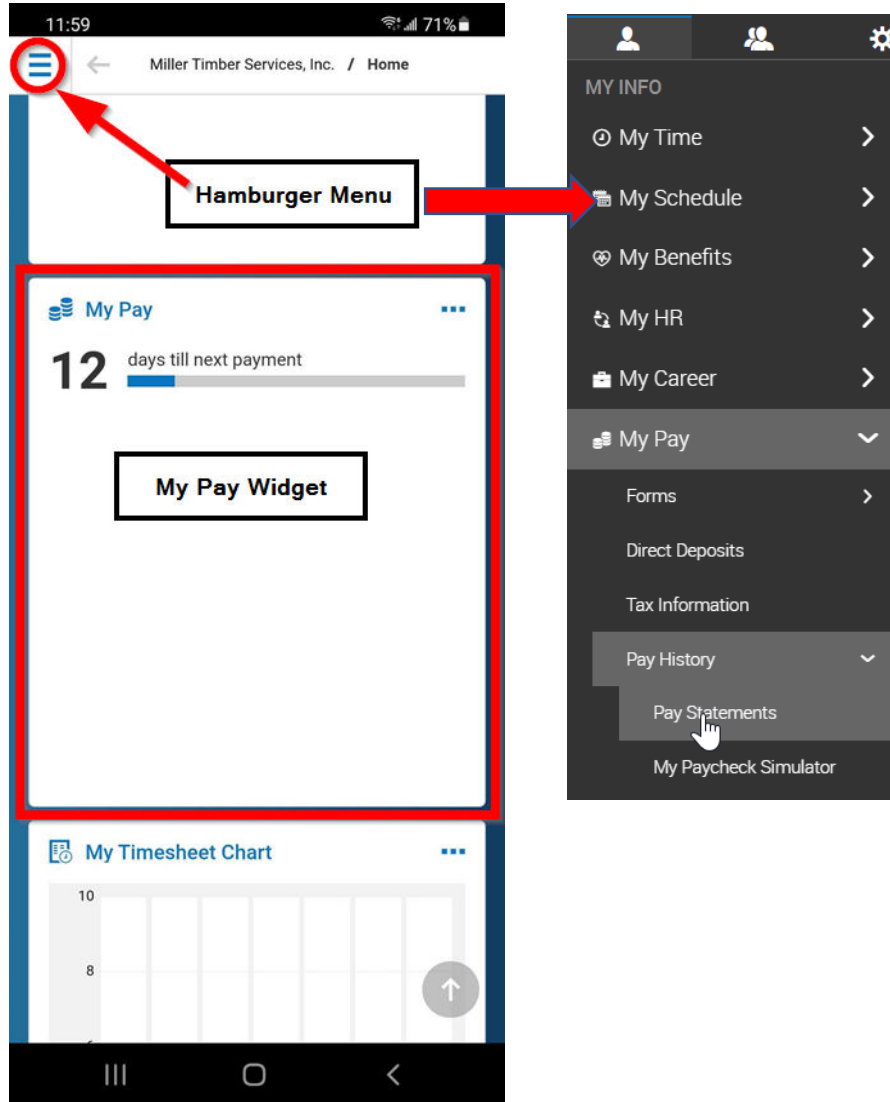 11:59 71%
Miller Timber Services, Inc. / Home
Hamburger Menu
My Pay
12 days till next payment
My Pay Widget
My Timesheet Chart
10
8
MY INFO
My Time
My Schedule
My Benefits
My HR
My Career
My Pay
Forms
Direct Deposits
Tax Information
Pay History
Pay Statements
My Paycheck Simulator